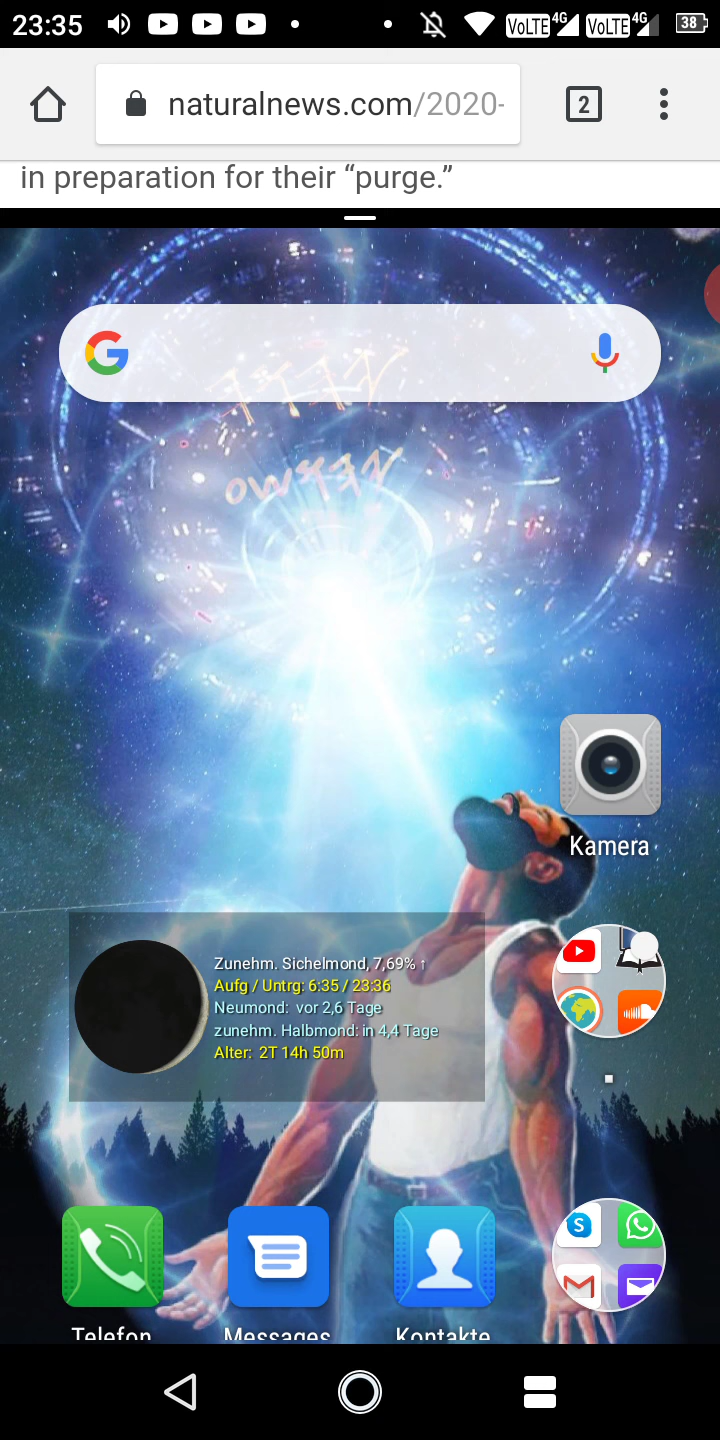 23:35
VoLTE 4G VoLTE 4G 38
naturalnews.com/2020-
2
in preparation for their “purge.”
Kamera
Zunehm. Sichelmond, 7,69% ↑
Aufg / Untrg: 6:35 / 23:36
Neumond: vor 2,6 Tage
zunehm. Halbmond: in 4,4 Tage
Alter: 2T 14h 50m
Telefon
Messages
Kontakte